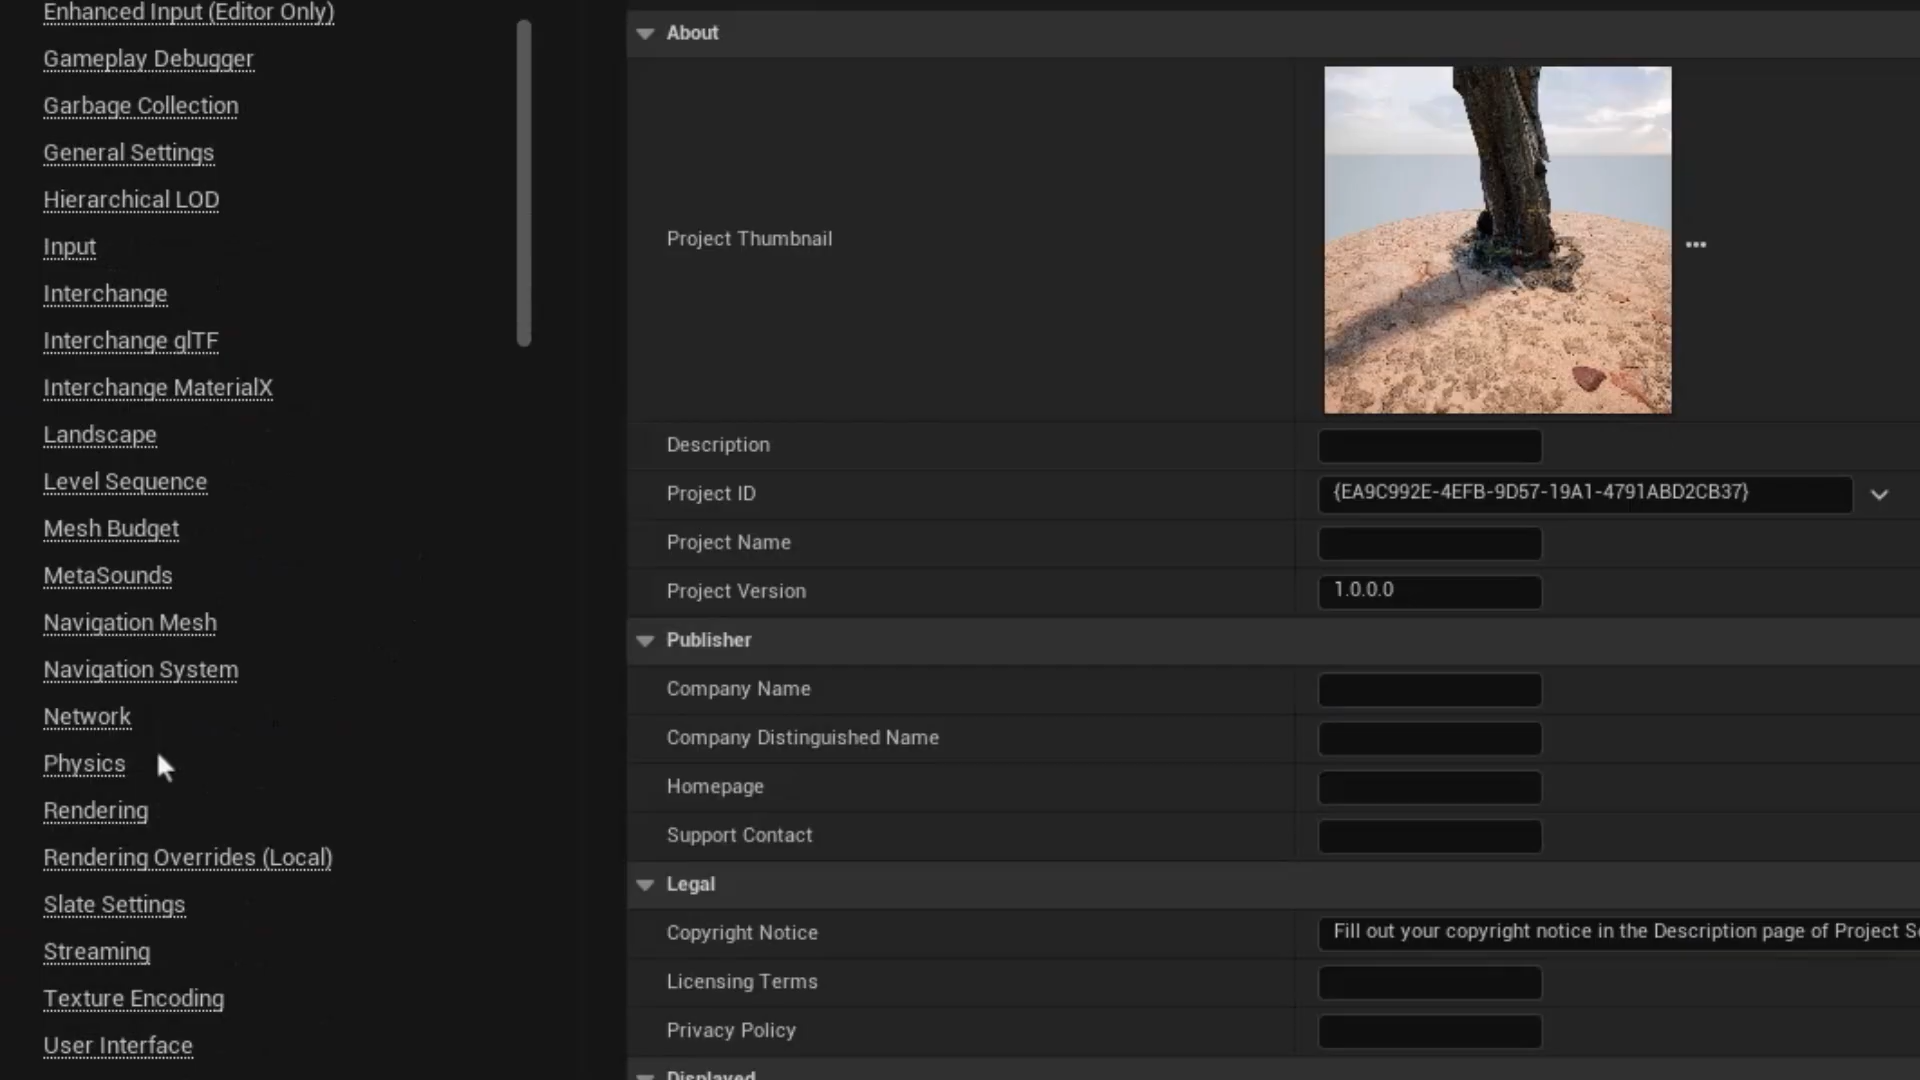 Enhanced Input (Editor Only)
Gameplay Debugger
Garbage Collection
General Settings
Hierarchical LOD
Input
Interchange
Interchange glTF
Interchange MaterialX
Landscape
Level Sequence
Mesh Budget
MetaSounds
Navigation Mesh
Navigation System
Network
Physics
Rendering
Rendering Overrides (Local)
Slate Settings
Streaming
Texture Encoding
User Interface
About
Project Thumbnail
Description
Project ID {EA9C992E-4EFB-9D57-19A1-4791ABD2CB37}
Project Name
Project Version 1.0.0.0
Publisher
Company Name
Company Distinguished Name
Homepage
Support Contact
Legal
Copyright Notice Fill out your copyright notice in the Description page of Project
Licensing Terms
Privacy Policy
Displayed